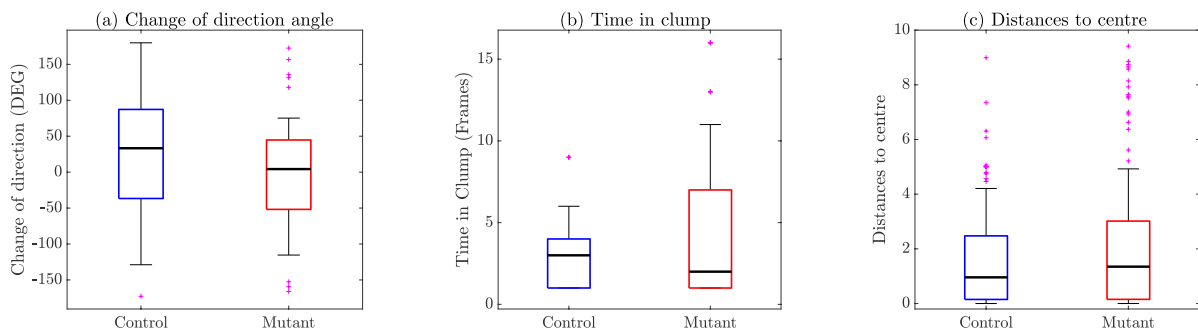 (a) Change of direction angle
Change of direction (DEG)
150
100
50
0
-50
-100
-150
Control
Mutant
(b) Time in clump
Time in Clump (Frames)
15
10
5
0
Control
Mutant
(c) Distances to centre
Distances to centre
10
8
6
4
2
0
Control
Mutant